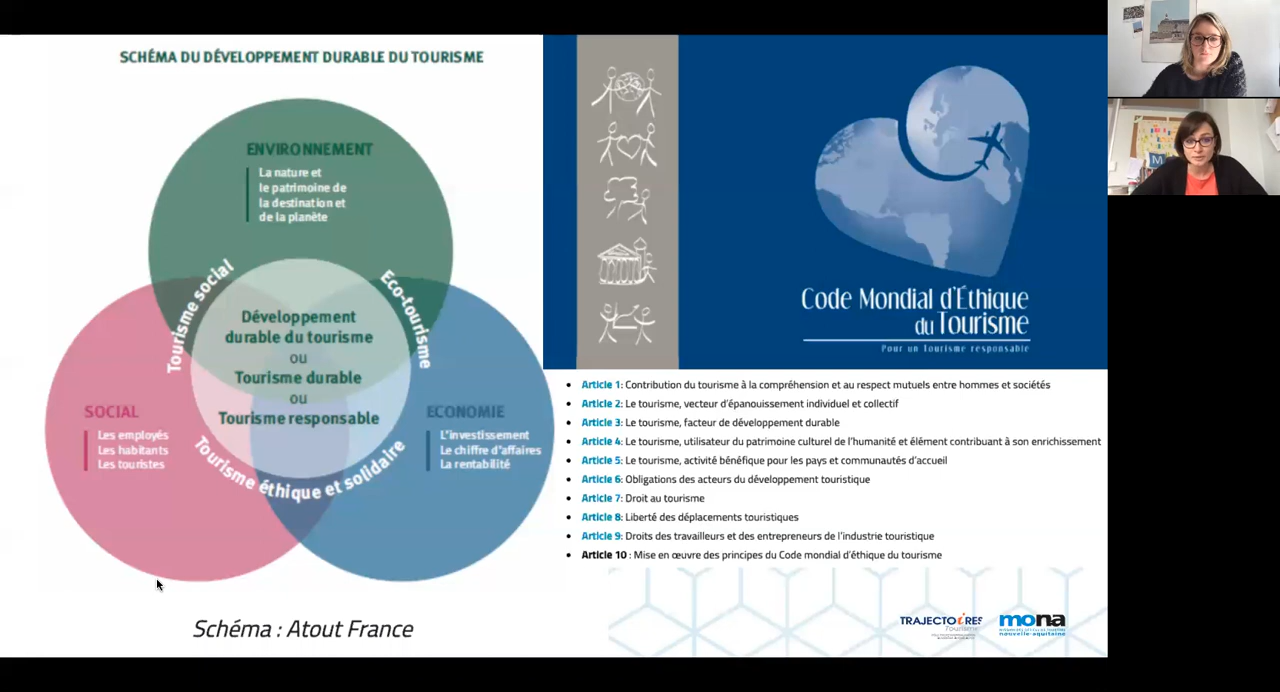 SCHÉMA DU DÉVELOPPEMENT DURABLE DU TOURISME
ENVIRONNEMENT
La nature et
le patrimoine de
la destination et
de la planète
Tourisme social
Eco-tourisme
Développement
durable du tourisme
ou
Tourisme durable
ou
Tourisme responsable
SOCIAL
Les employés
Les habitants
Les touristes
ECONOMIE
L'investissement
Le chiffre d'affaires
La rentabilité
Tourisme éthique et solidaire
Schéma : Atout France
Code Mondial d'Éthique
du Tourisme
Pour un tourisme responsable
• Article 1: Contribution du tourisme à la compréhension et au respect mutuels entre hommes et sociétés
• Article 2: Le tourisme, vecteur d'épanouissement individuel et collectif
• Article 3: Le tourisme, facteur de développement durable
• Article 4: Le tourisme, utilisateur du patrimoine culturel de l'humanité et élément contribuant à son enrichissement
• Article 5: Le tourisme, activité bénéfique pour les pays et communautés d'accueil
• Article 6: Obligations des acteurs du développement touristique
• Article 7: Droit au tourisme
• Article 8: Liberté des déplacements touristiques
• Article 9: Droits des travailleurs et des entrepreneurs de l'industrie touristique
• Article 10 : Mise en œuvre des principes du Code mondial d'éthique du tourisme
TRAJECTOIRES
Tourisme
mona
nouvelle-aquitaine
M